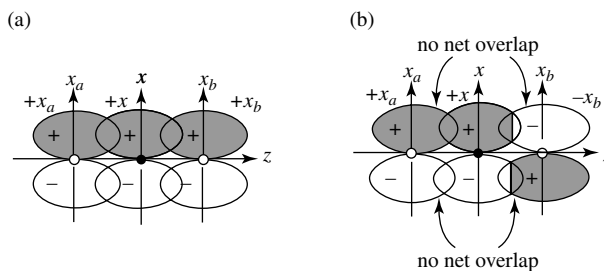 (a)
x_a x x_b
+x_a +x +x_b
+ + +
z
– – –
(b)
no net overlap
x_a x x_b
+x_a +x –x_b
+ + –
– – +
no net overlap